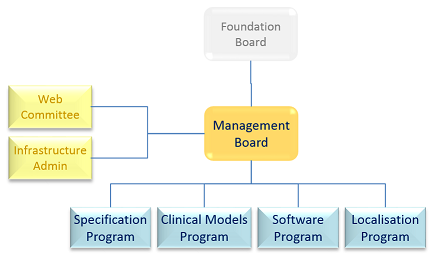 Foundation
Board
Web
Committee
Infrastructure
Admin
Management
Board
Specification
Program
Clinical Models
Program
Software
Program
Localisation
Program